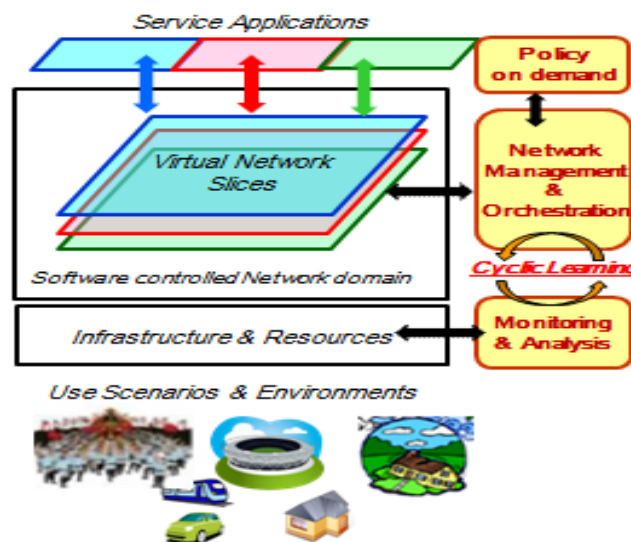 Service Applications
Policy
on demand
Virtual Network
Slices
Network
Management
&
Orchestration
Software controlled Network domain
Cyclic Learning
Infrastructure & Resources
Monitoring
& Analysis
Use Scenarios & Environments